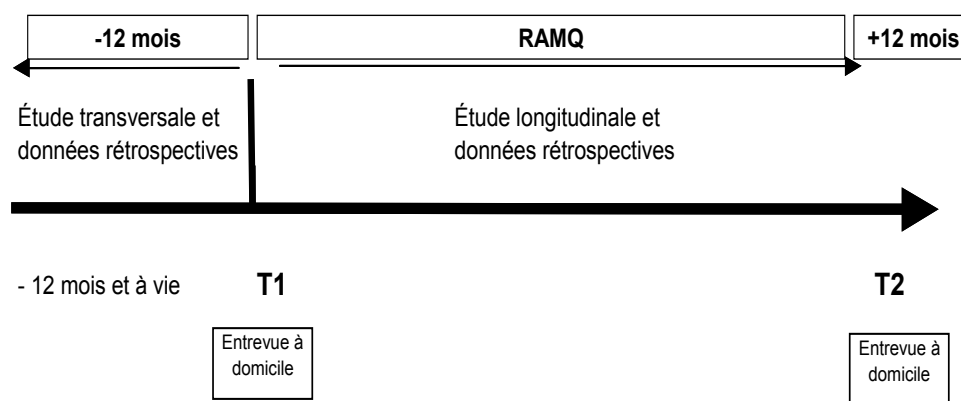 -12 mois
RAMQ
+12 mois
Étude transversale et
données rétrospectives
Étude longitudinale et
données rétrospectives
- 12 mois et à vie
T1
T2
Entrevue à
domicile
Entrevue à
domicile